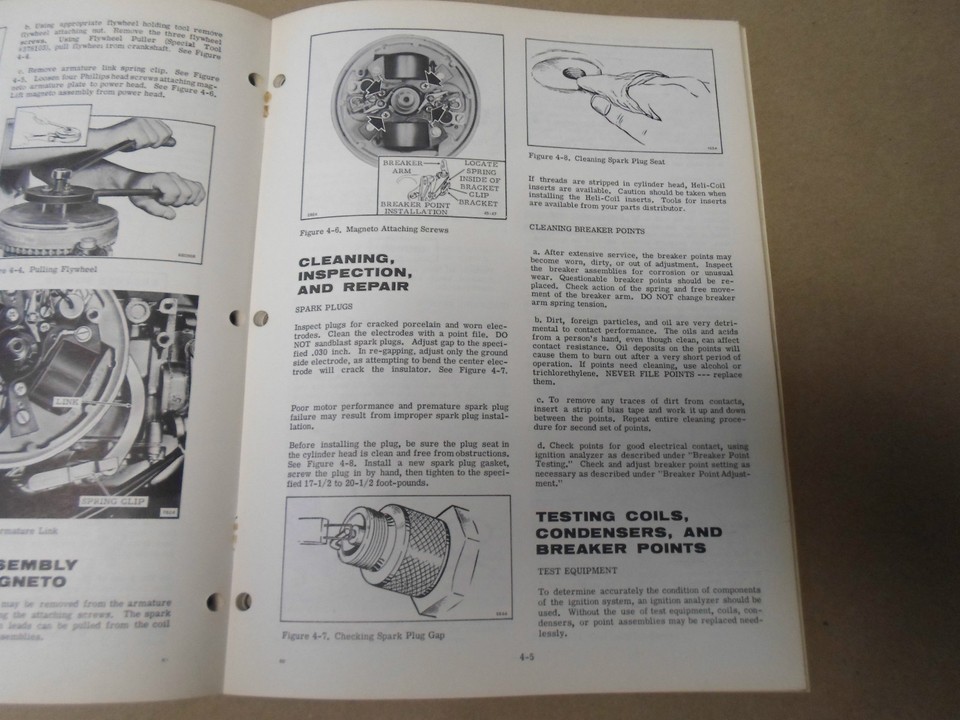 b. Using appropriate flywheel holding tool remove
flywheel attaching nut. Remove the three flywheel
screws. Using Flywheel Puller (Special Tool
pull flywheel from crankshaft. See Figure
4-4.
c. Remove armature link spring clip. See Figure
4-5. Loosen four Phillips head screws attaching mag-
neto armature plate to power head. See Figure 4-6.
Lift magneto assembly from power head.
4-4. Pulling Flywheel
LINK
SPRING CLIP
rmature Link
SEMBLY
GNETO
may be removed from the armature
ng the attaching screws. The spark
leads can be pulled from the coil
semblies.
BREAKER
ARM
LOCATE
SPRING
INSIDE OF
BRACKET
CLIP
BRACKET
BREAKER POINT
INSTALLATION
Figure 4-6. Magneto Attaching Screws
CLEANING,
INSPECTION,
AND REPAIR
SPARK PLUGS
Inspect plugs for cracked porcelain and worn elec-
trodes. Clean the electrodes with a point file. DO
NOT sandblast spark plugs. Adjust gap to the speci-
fied .030 inch. In re-gapping, adjust only the ground
side electrode, as attempting to bend the center elec-
trode will crack the insulator. See Figure 4-7.
Poor motor performance and premature spark plug
failure may result from improper spark plug instal-
lation.
Before installing the plug, be sure the plug seat in
the cylinder head is clean and free from obstructions.
See Figure 4-8. Install a new spark plug gasket,
screw the plug in by hand, then tighten to the speci-
fied 17-1/2 to 20-1/2 foot-pounds.
Figure 4-7. Checking Spark Plug Gap
Figure 4-8. Cleaning Spark Plug Seat
If threads are stripped in cylinder head, Heli-Coil
inserts are available. Caution should be taken when
installing the Heli-Coil inserts. Tools for inserts
are available from your parts distributor.
CLEANING BREAKER POINTS
a. After extensive service, the breaker points may
become worn, dirty, or out of adjustment. Inspect
the breaker assemblies for corrosion or unusual
wear. Questionable breaker points should be re-
placed. Check action of the spring and free move-
ment of the breaker arm. DO NOT change breaker
arm spring tension.
b. Dirt, foreign particles, and oil are very detri-
mental to contact performance. The oils and acids
from a person's hand, even though clean, can affect
contact resistance. Oil deposits on the points will
cause them to burn out after a very short period of
operation. If points need cleaning, use alcohol or
trichlorethylene. NEVER FILE POINTS --- replace
them.
c. To remove any traces of dirt from contacts,
insert a strip of bias tape and work it up and down
between the points. Repeat entire cleaning proce-
dure for second set of points.
d. Check points for good electrical contact, using
ignition analyzer as described under "Breaker Point
Testing." Check and adjust breaker point setting as
necessary as described under "Breaker Point Adjust-
ment."
TESTING COILS,
CONDENSERS, AND
BREAKER POINTS
TEST EQUIPMENT
To determine accurately the condition of components
of the ignition system, an ignition analyzer should be
used. Without the use of test equipment, coils, con-
densers, or point assemblies may be replaced need-
lessly.
4-5